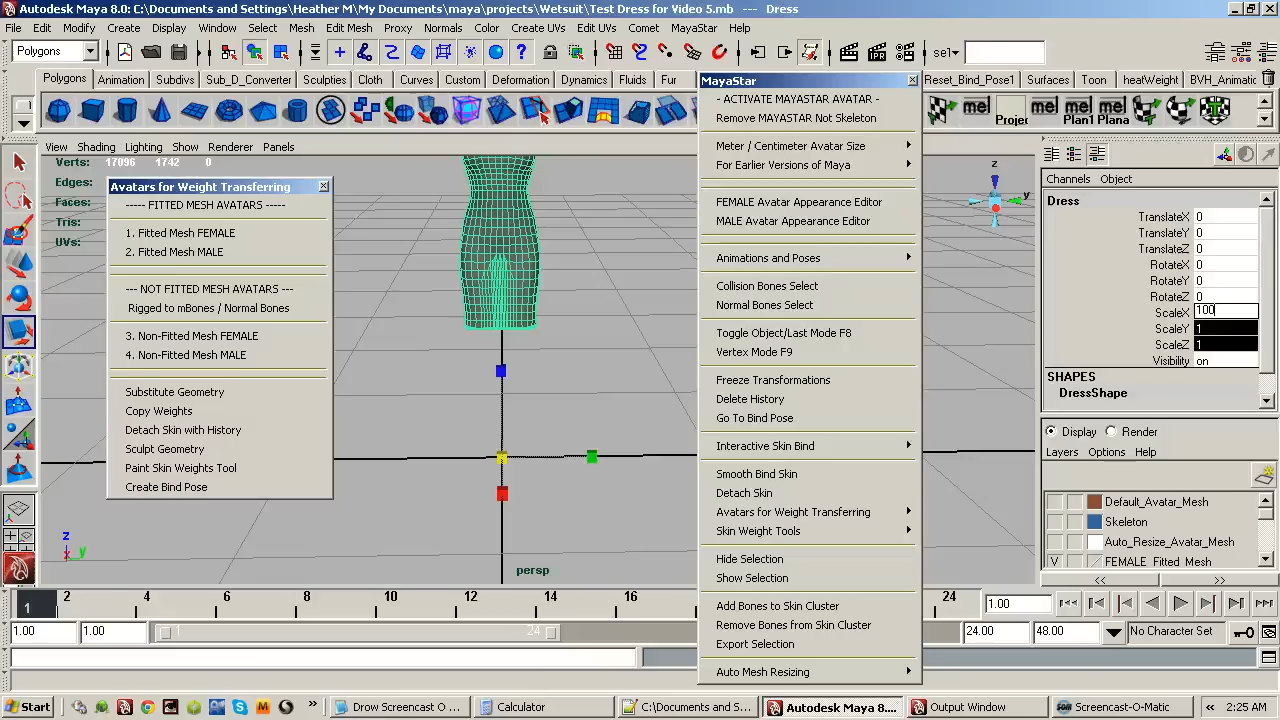 Autodesk Maya 8.0: C:\Documents and Settings\Heather M\My Documents\maya\projects\Wetsuit\Test Dress for Video 5.mb --- Dress
File Edit Modify Create Display Window Select Mesh Edit Mesh Proxy Normals Color Create UVs Edit UVs Comet MayaStar Help
Polygons
sel
Polygons Animation Subdivs Sub_D_Converter Sculpties Cloth Curves Custom Deformation Dynamics Fluids Fur
Reset_Bind_Pose1 Surfaces Toon heatWeight BVH_Animatic
mel Projec mel Plan1 mel Plana
View Shading Lighting Show Renderer Panels
Verts: 17096 1742 0
Edges:
Faces:
Tris:
UVs:
Avatars for Weight Transferring
----- FITTED MESH AVATARS -----
1. Fitted Mesh FEMALE
2. Fitted Mesh MALE
--- NOT FITTED MESH AVATARS ---
Rigged to mBones / Normal Bones
3. Non-Fitted Mesh FEMALE
4. Non-Fitted Mesh MALE
Substitute Geometry
Copy Weights
Detach Skin with History
Sculpt Geometry
Paint Skin Weights Tool
Create Bind Pose
MayaStar
- ACTIVATE MAYASTAR AVATAR -
Remove MAYASTAR Not Skeleton
Meter / Centimeter Avatar Size
For Earlier Versions of Maya
FEMALE Avatar Appearance Editor
MALE Avatar Appearance Editor
Animations and Poses
Collision Bones Select
Normal Bones Select
Toggle Object/Last Mode F8
Vertex Mode F9
Freeze Transformations
Delete History
Go To Bind Pose
Interactive Skin Bind
Smooth Bind Skin
Detach Skin
Avatars for Weight Transferring
Skin Weight Tools
Hide Selection
Show Selection
Add Bones to Skin Cluster
Remove Bones from Skin Cluster
Export Selection
Auto Mesh Resizing
z
y
z
x y
persp
Channels Object
Dress
TranslateX 0
TranslateY 0
TranslateZ 0
RotateX 0
RotateY 0
RotateZ 0
ScaleX 100
ScaleY 1
ScaleZ 1
Visibility on
SHAPES
DressShape
Display Render
Layers Options Help
Default_Avatar_Mesh
Skeleton
Auto_Resize_Avatar_Mesh
V FEMALE_Fitted_Mesh
<< >>
1 2 4 6 8 10 12 14 16 24
1.00
1.00 1.00 1 24 24.00 48.00 No Character Set
Start
Drow Screencast O ...
Calculator
C:\Documents and S...
Autodesk Maya 8....
Output Window
Screencast-O-Matic
2:25 AM